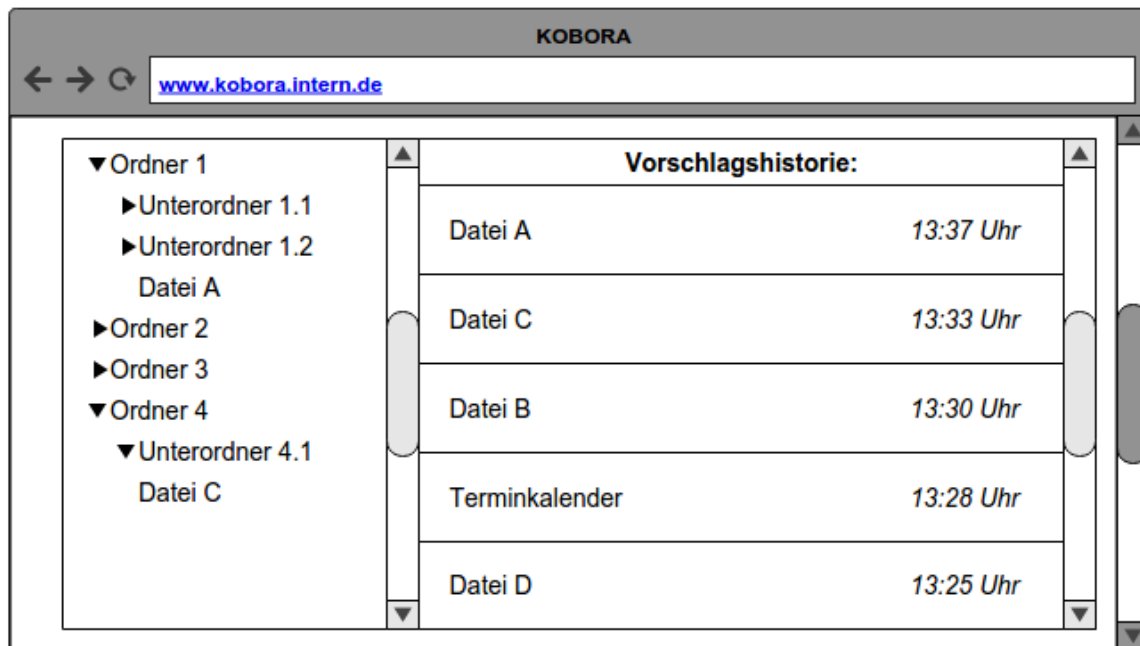 KOBORA
www.kobora.intern.de
Ordner 1
Unterordner 1.1
Unterordner 1.2
Datei A
Ordner 2
Ordner 3
Ordner 4
Unterordner 4.1
Datei C
Vorschlagshistorie:
Datei A 13:37 Uhr
Datei C 13:33 Uhr
Datei B 13:30 Uhr
Terminkalender 13:28 Uhr
Datei D 13:25 Uhr